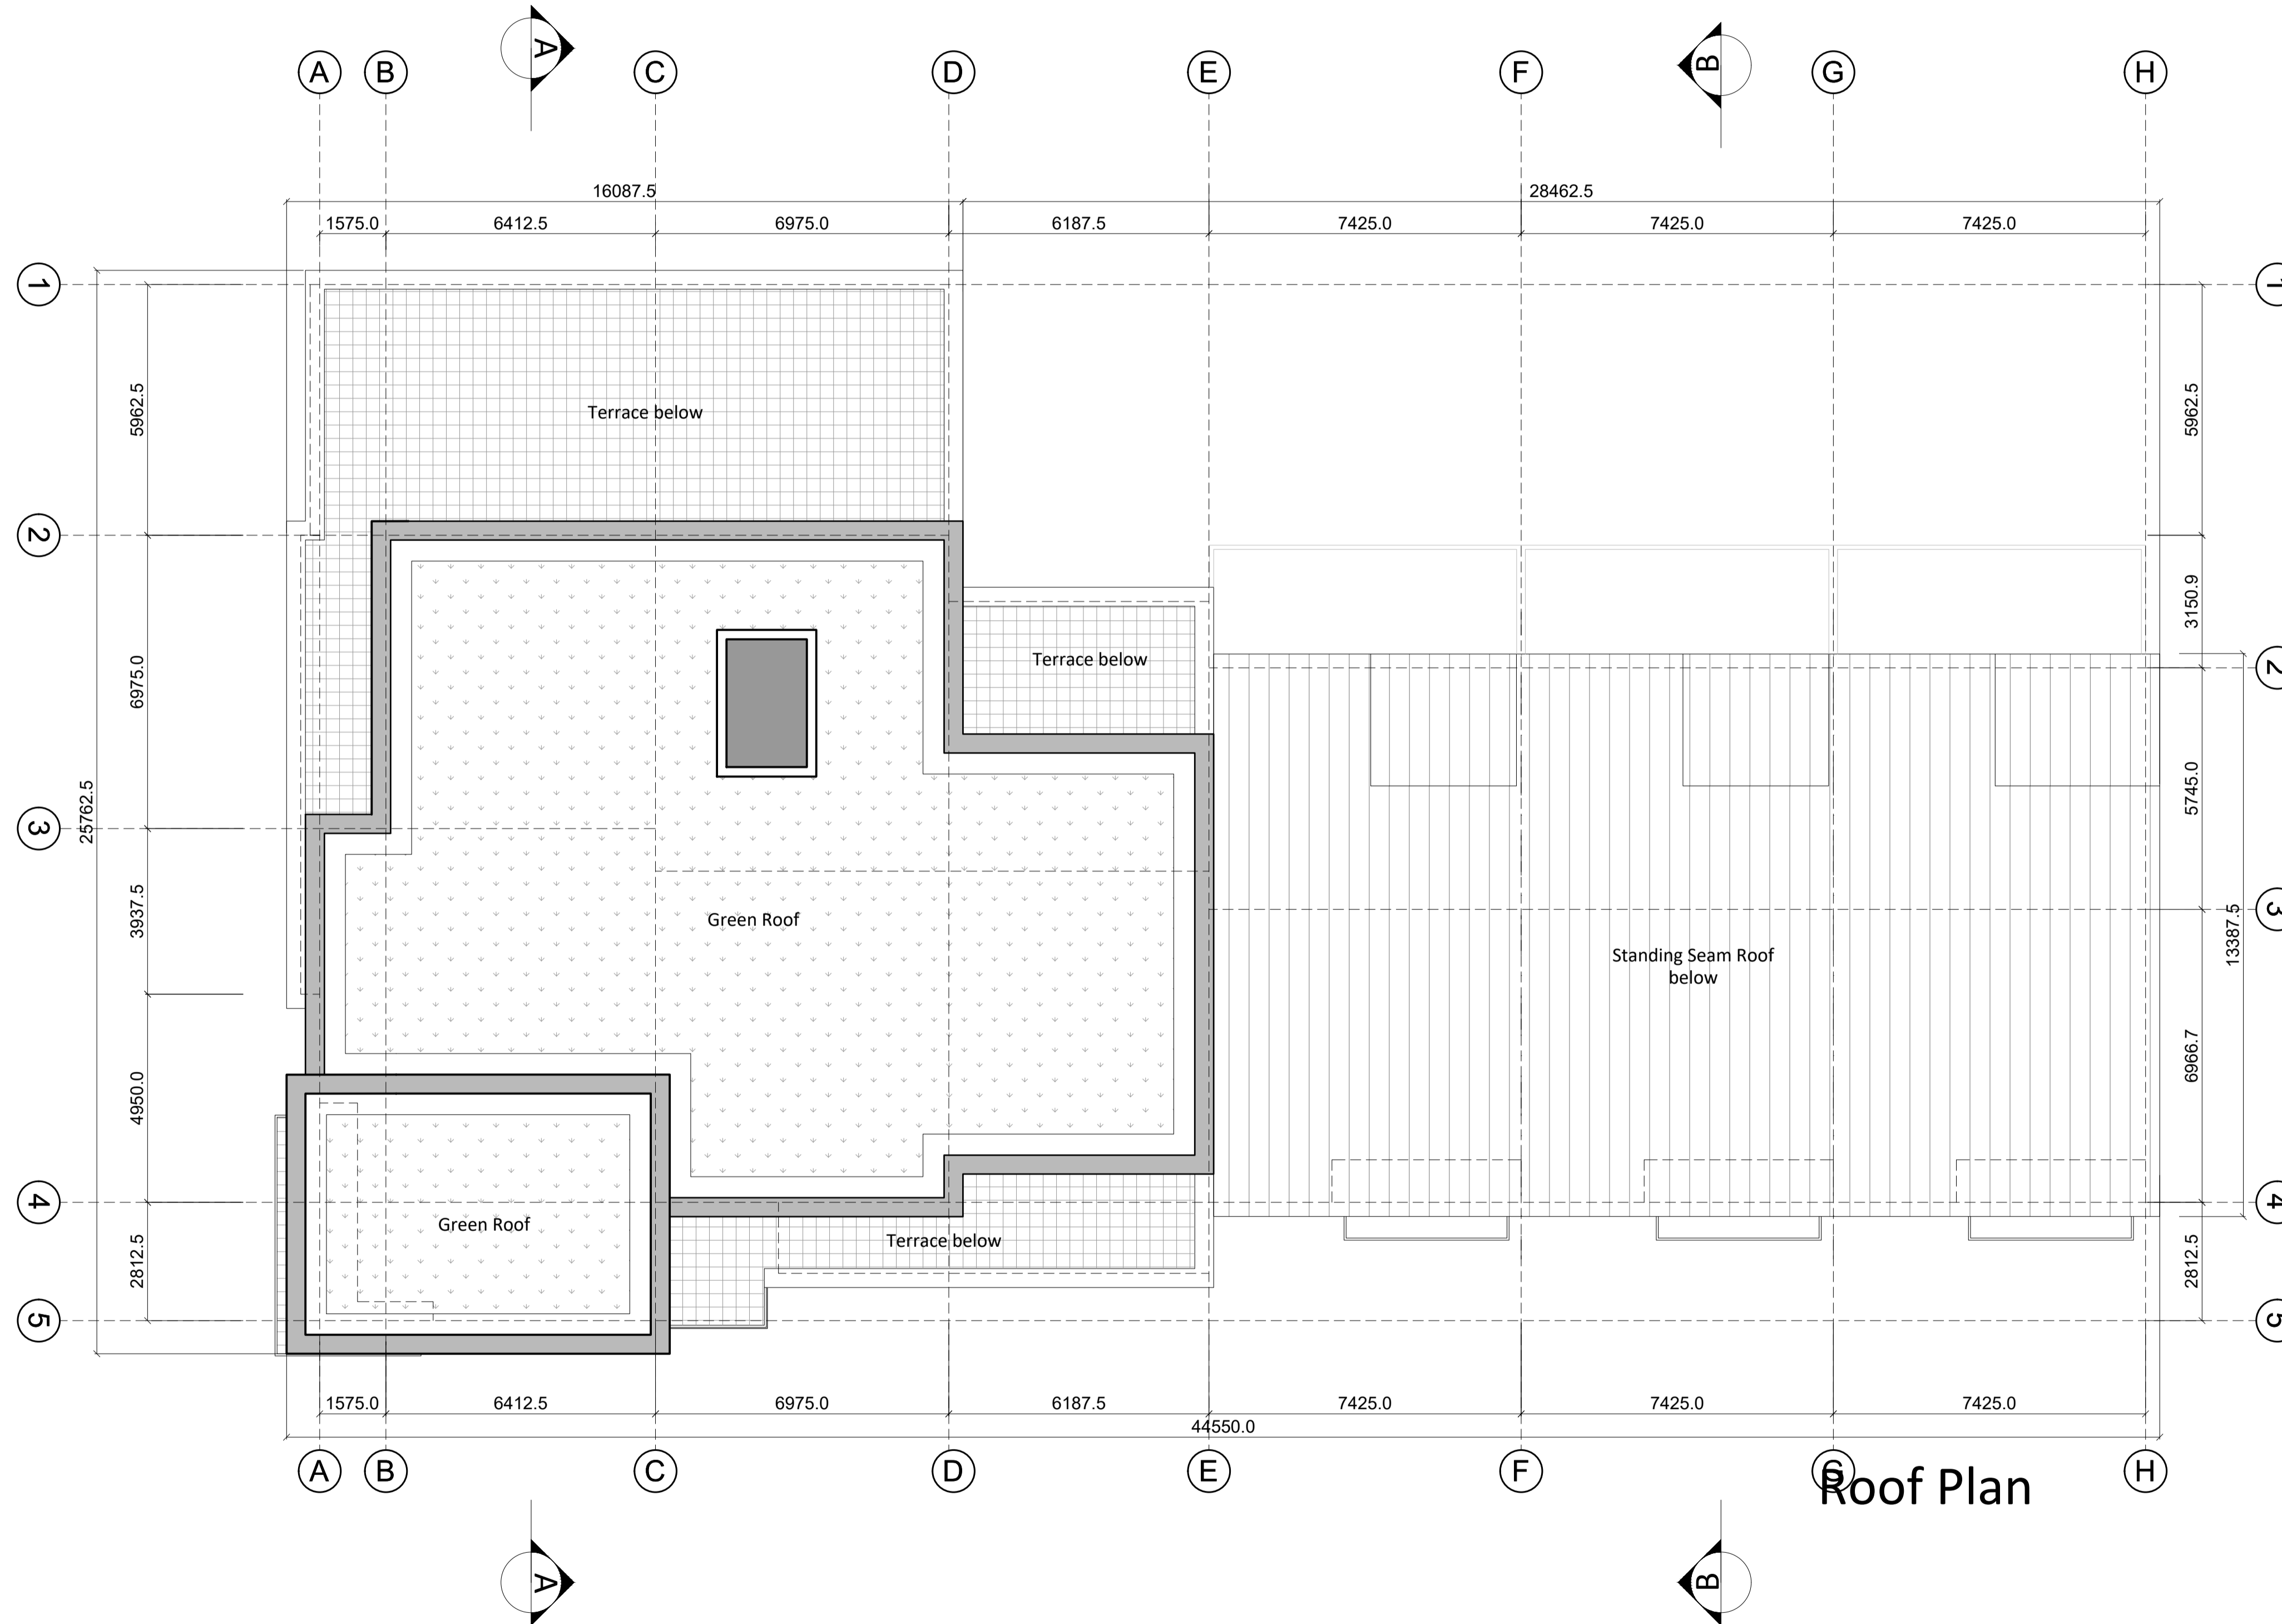 A
B
A B C D E F G H
16087.5 28462.5
1575.0 6412.5 6975.0 6187.5 7425.0 7425.0 7425.0
1 1
5962.5 5962.5
Terrace below
2
3150.9
Terrace below
2
6975.0
5745.0
25762.5
3
3
3937.5
13387.5
Green Roof
Standing Seam Roof
below
6966.7
4950.0
4 4
Green Roof
Terrace below
2812.5 2812.5
5 5
1575.0 6412.5 6975.0 6187.5 7425.0 7425.0 7425.0
44550.0
A B C D E F G H
Roof Plan
A B